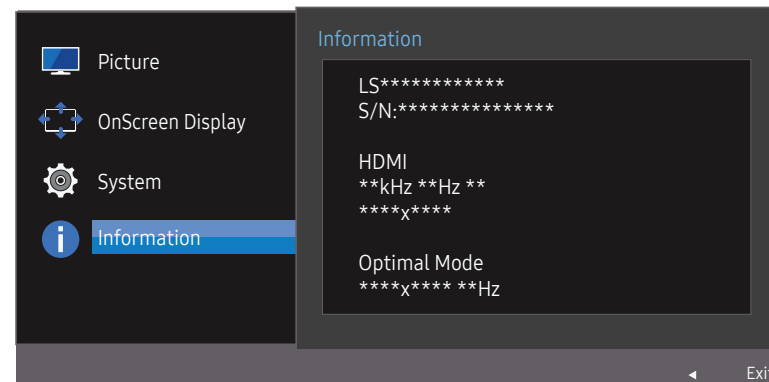 Picture
OnScreen Display
System
Information
Information
LS************
S/N:***************
HDMI
**kHz **Hz **
****x****
Optimal Mode
****x**** **Hz
Exit